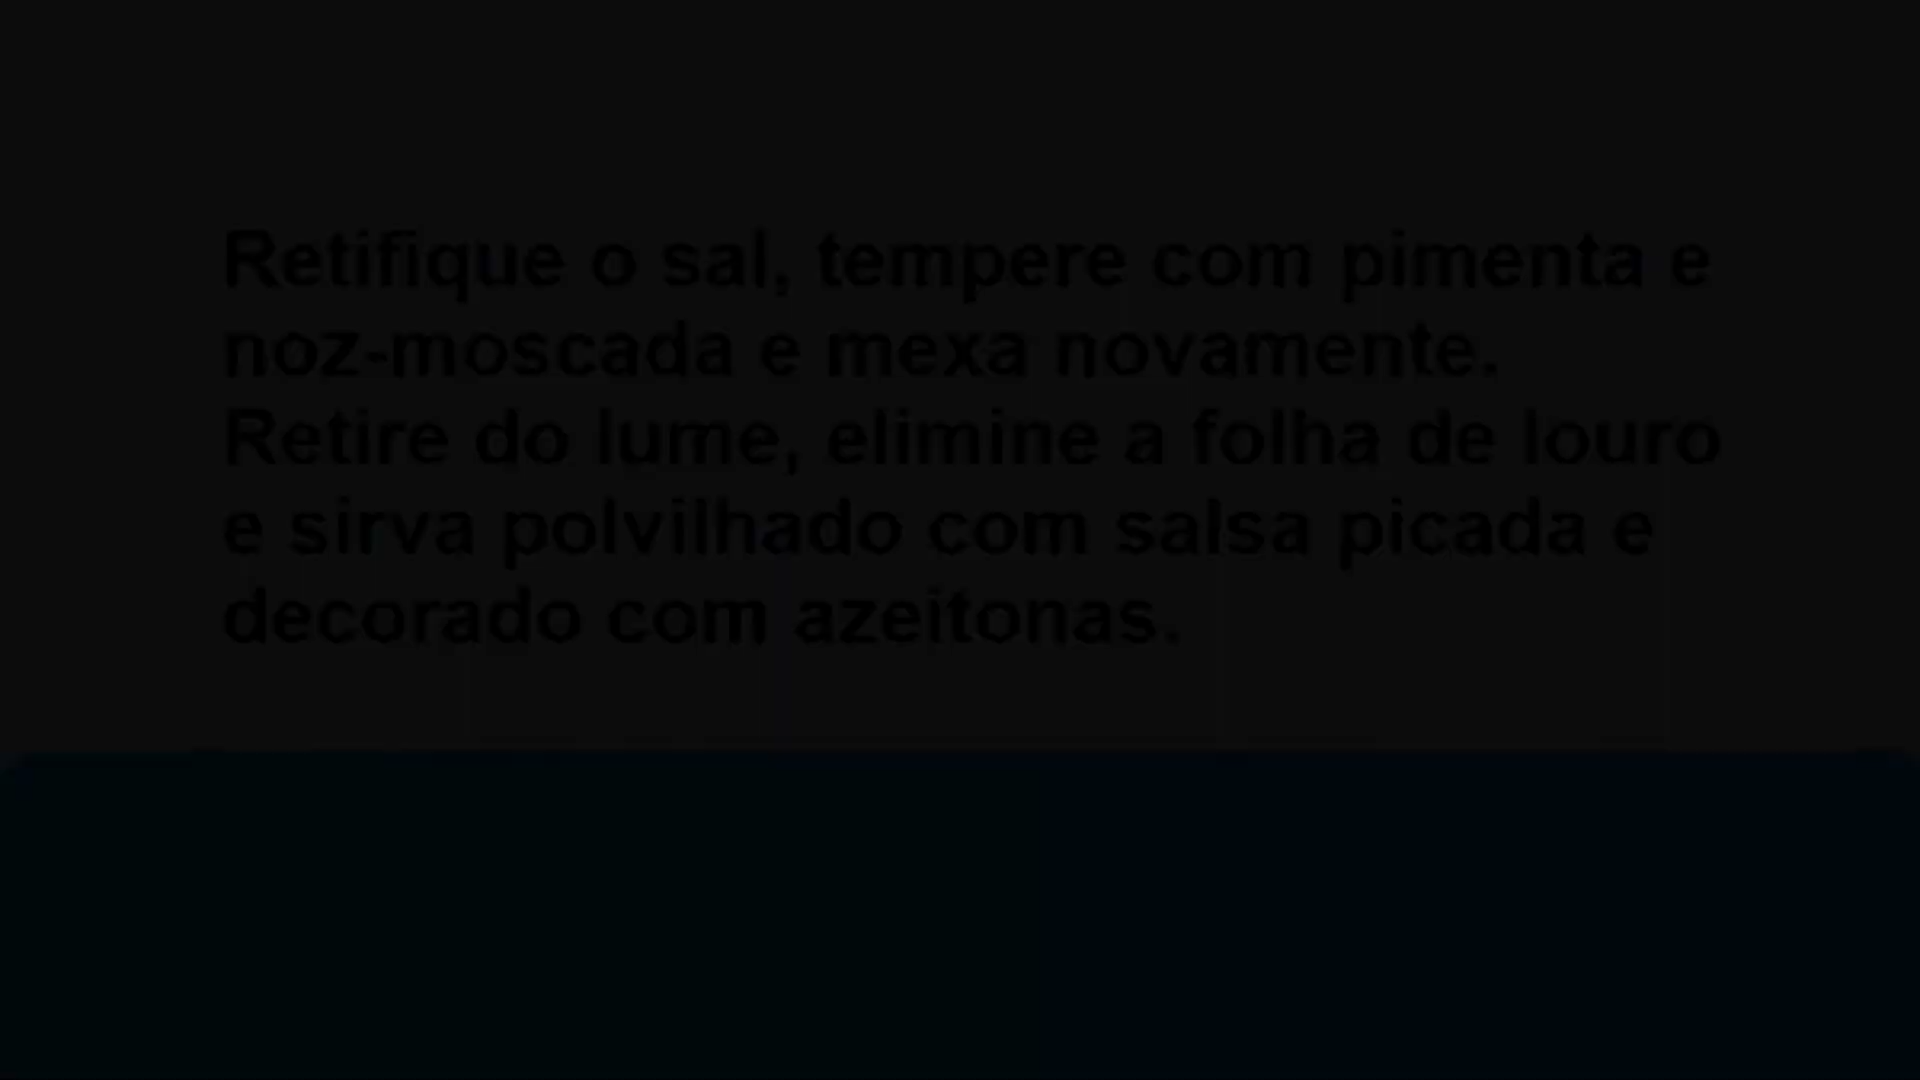 Retifique o sal, tempere com pimenta e
noz-moscada e mexa novamente.
Retire do lume, elimine a folha de louro
e sirva polvilhado com salsa picada e
decorado com azeitonas.